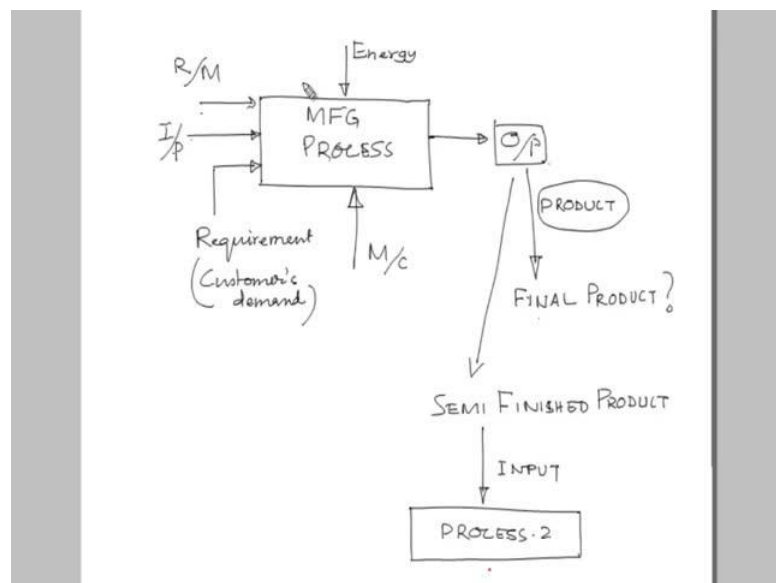 Energy
R/M
I/P
MFG
PROCESS
O/P
PRODUCT
Requirement
(Customer's
demand)
M/C
FINAL PRODUCT?
SEMI FINISHED PRODUCT
INPUT
PROCESS.2